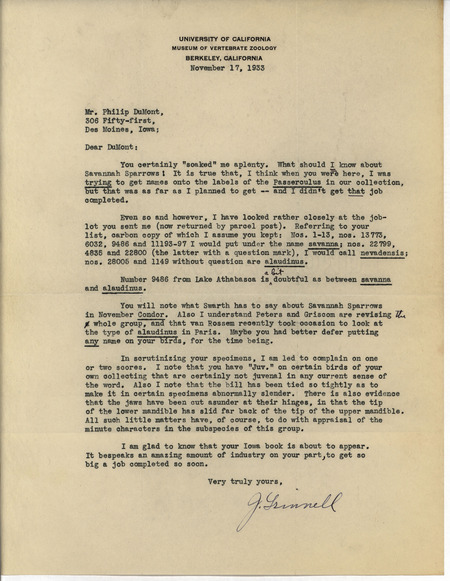 UNIVERSITY OF CALIFORNIA
MUSEUM OF VERTEBRATE ZOOLOGY
BERKELEY, CALIFORNIA
November 17, 1933
Mr. Philip DuMont,
306 Fifty-first,
Des Moines, Iowa;
Dear DuMont:
You certainly "soaked" me aplenty. What should I know about
Savannah Sparrows! It is true that, I think when you were here, I was
trying to get names onto the labels of the Passerculus in our collection,
but that was as far as I planned to get -- and I didn't get that job
completed.
Even so and however, I have looked rather closely at the job-
lot you sent me (now returned by parcel post). Referring to your
list, carbon copy of which I assume you kept: Nos. 1-13, nos. 13773,
6032, 9486 and 11193-97 I would put under the name savanna; nos. 22799,
4835 and 22800 (the latter with a question mark), I would call nevadensis;
nos. 28005 and 1149 without question are alaudinus.
a bit
Number 9486 from Lake Athabasca is doubtful as between savanna
and alaudinus.
You will note what Swarth has to say about Savannah Sparrows
in November Condor. Also I understand Peters and Griscom are revising the
whole group, and that van Rossem recently took occasion to look at
the type of alaudinus in Paris. Maybe you had better defer putting
any name on your birds, for the time being.
In scrutinizing your specimens, I am led to complain on one
or two scores. I note that you have "Juv." on certain birds of your
own collecting that are certainly not juvenal in any current sense of
the word. Also I note that the bill has been tied so tightly as to
make it in certain specimens abnormally slender. There is also evidence
that the jaws have been cut asunder at their hinges, in that the tip
of the lower mandible has slid far back of the tip of the upper mandible.
All such little matters have, of course, to do with appraisal of the
minute characters in the subspecies of this group.
I am glad to know that your Iowa book is about to appear.
It bespeaks an amazing amount of industry on your part, to get so
big a job completed so soon.
Very truly yours,
J. Grinnell